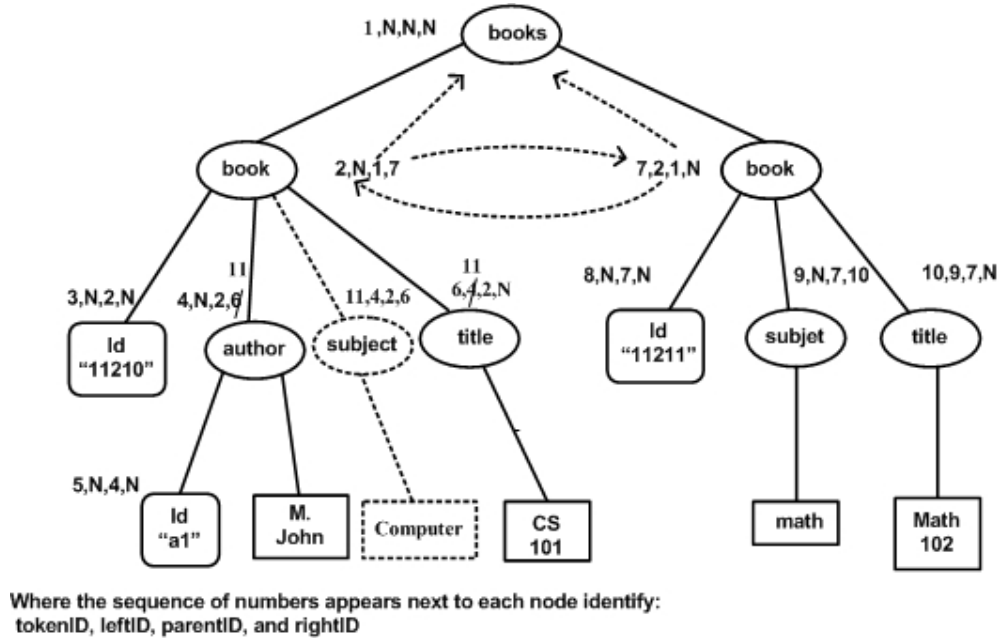 1,N,N,N
books
book
2,N,1,7
7,2,1,N
book
11
11
3,N,2,N
4,N,2,6
11,4,2,6
6,4,2,N
8,N,7,N
9,N,7,10
10,9,7,N
Id
“11210”
author
subject
title
Id
“11211”
subjet
title
5,N,4,N
Id
“a1”
M.
John
Computer
CS
101
math
Math
102
Where the sequence of numbers appears next to each node identify:
tokenID, leftID, parentID, and rightID